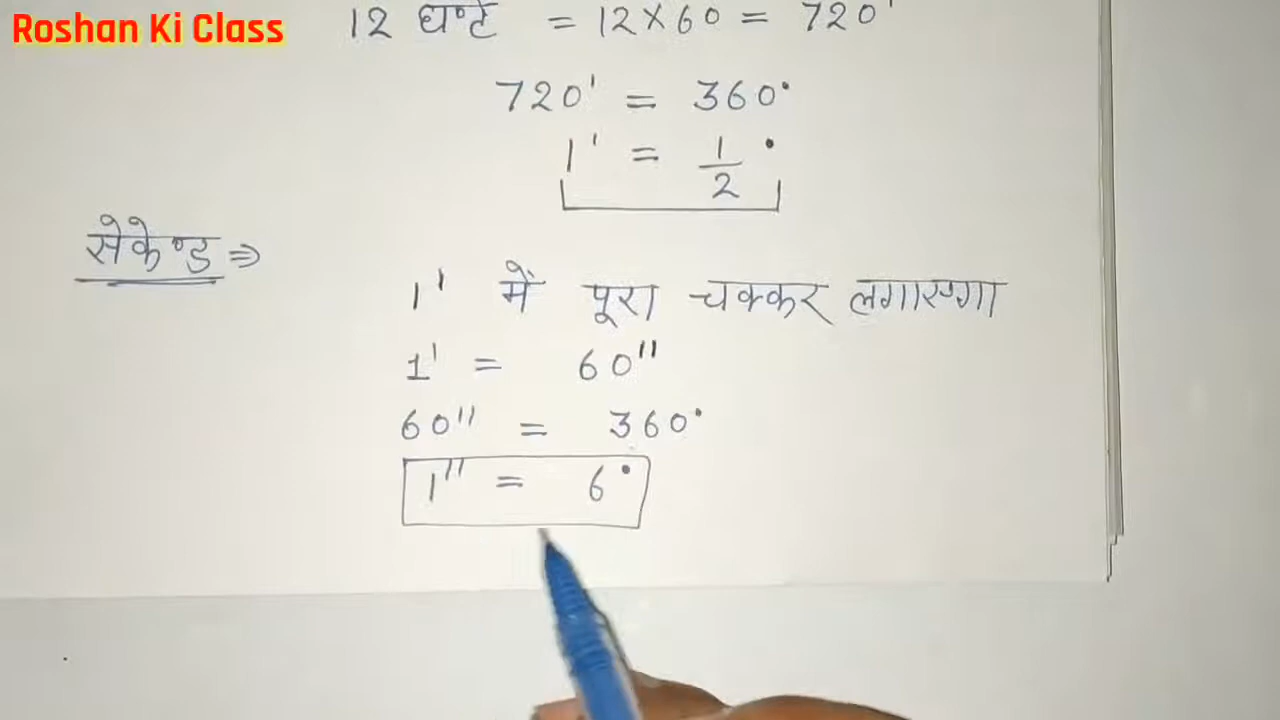 Roshan Ki Class
12 घण्टे = 12×60 = 720'
720' = 360°
1' = 1/2°
सेकेण्ड ⇒
1' में पूरा चक्कर लगाएगा
1' = 60''
60'' = 360°
1'' = 6°